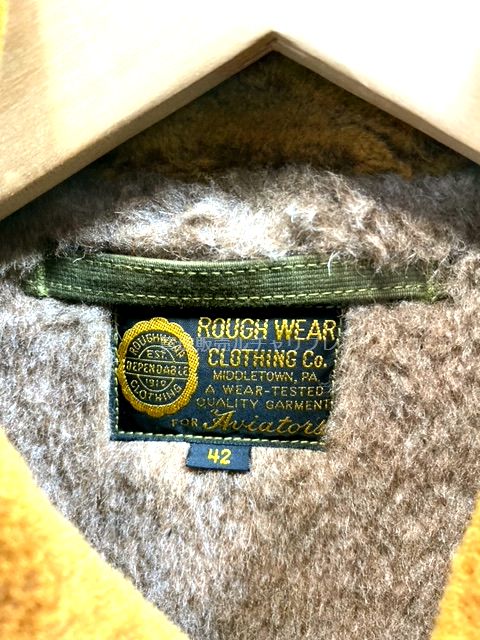 ROUGH WEAR
CLOTHING Co.
MIDDLETOWN, PA.
A WEAR-TESTED
QUALITY GARMENT
FOR Aviators
ROUGHWEAR
EST.
DEPENDABLE
1919
CLOTHING
42